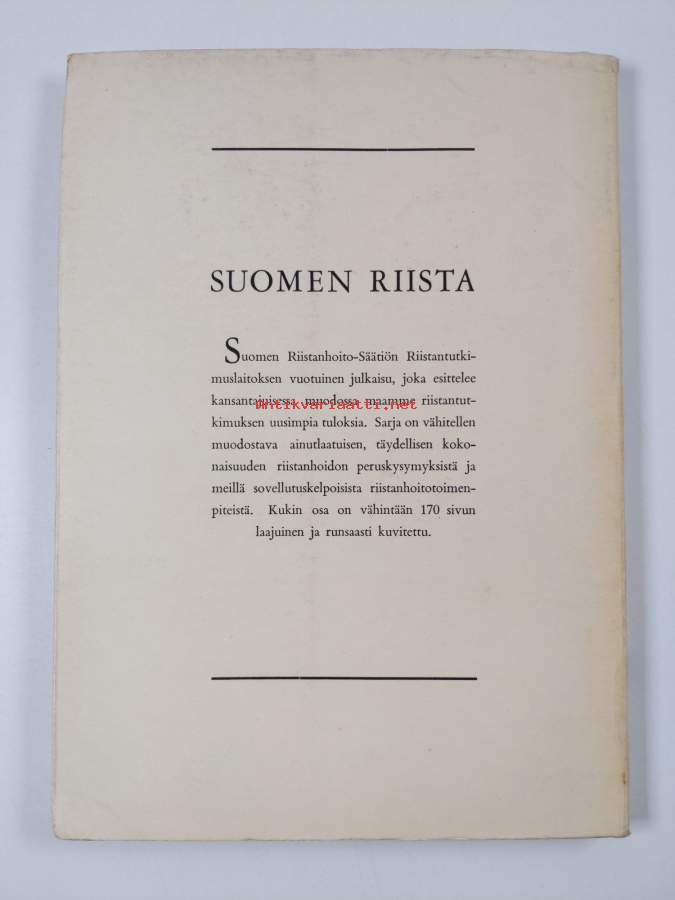 SUOMEN RIISTA
Suomen Riistanhoito-Säätiön Riistantutki-
muslaitoksen vuotuinen julkaisu, joka esittelee
kansantajuisessa muodossa maamme riistantut-
Antikvariaatti.net
kimuksen uusimpia tuloksia. Sarja on vähitellen
muodostava ainutlaatuisen, täydellisen koko-
naisuuden riistanhoidon peruskysymyksistä ja
meillä sovellutuskelpoisista riistanhoitotoimen-
piteistä. Kukin osa on vähintään 170 sivun
laajuinen ja runsaasti kuvitettu.